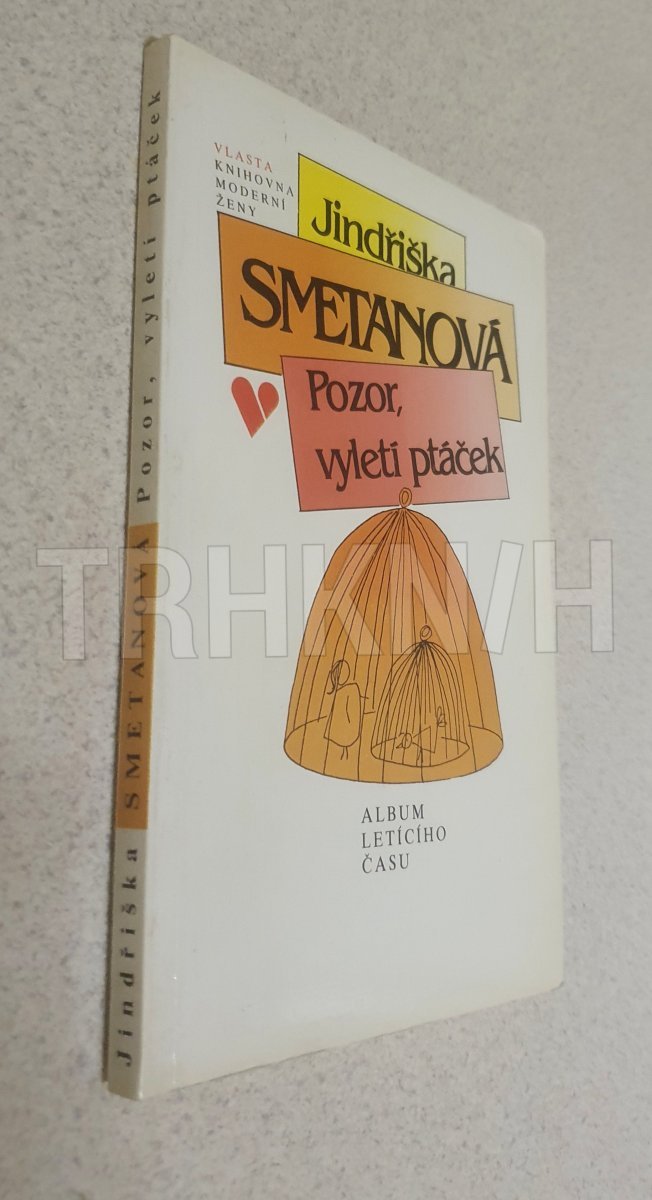 VLASTA
KNIHOVNA
MODERNÍ
ŽENY
Jindřiška
SMETANOVÁ
Pozor,
vyletí ptáček
ALBUM
LETÍCÍHO
ČASU
Jindřiška SMETANOVÁ Pozor, vyletí ptáček
TRHKNIH